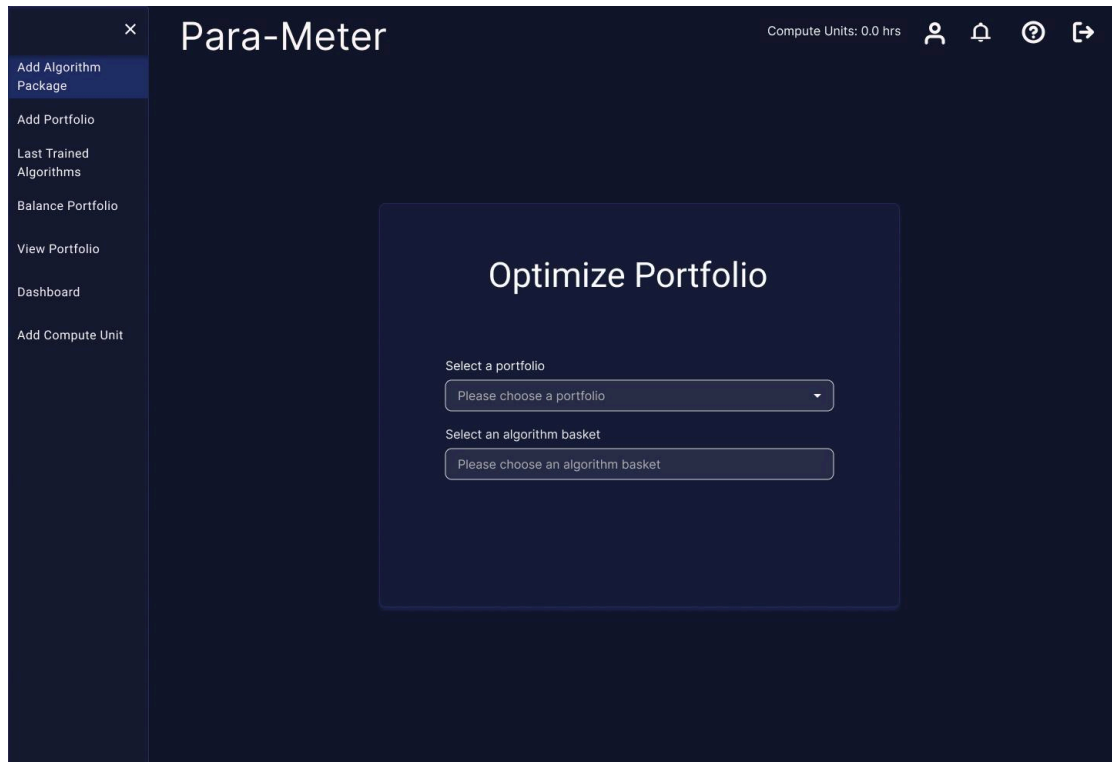 Para-Meter
Compute Units: 0.0 hrs
Add Algorithm
Package
Add Portfolio
Last Trained
Algorithms
Balance Portfolio
View Portfolio
Dashboard
Add Compute Unit
Optimize Portfolio
Select a portfolio
Please choose a portfolio
Select an algorithm basket
Please choose an algorithm basket